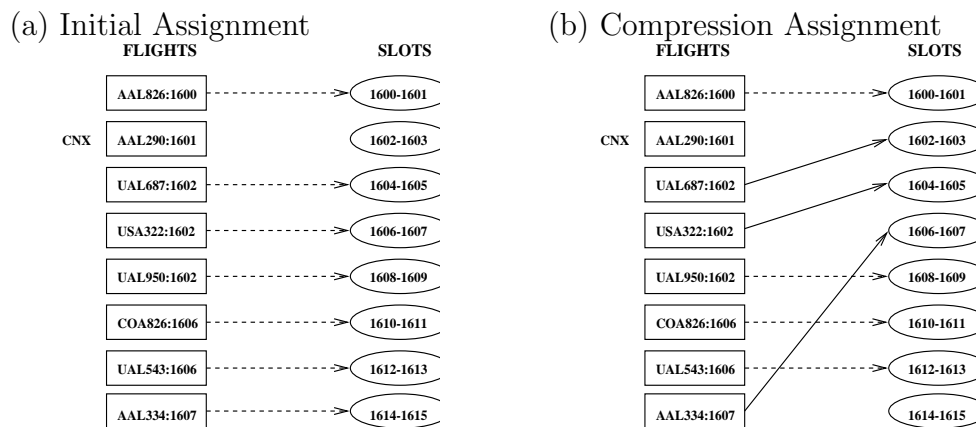 (a) Initial Assignment
FLIGHTS SLOTS
AAL826:1600 1600-1601
CNX AAL290:1601 1602-1603
UAL687:1602 1604-1605
USA322:1602 1606-1607
UAL950:1602 1608-1609
COA826:1606 1610-1611
UAL543:1606 1612-1613
AAL334:1607 1614-1615
(b) Compression Assignment
FLIGHTS SLOTS
AAL826:1600 1600-1601
CNX AAL290:1601 1602-1603
UAL687:1602 1604-1605
USA322:1602 1606-1607
UAL950:1602 1608-1609
COA826:1606 1610-1611
UAL543:1606 1612-1613
AAL334:1607 1614-1615